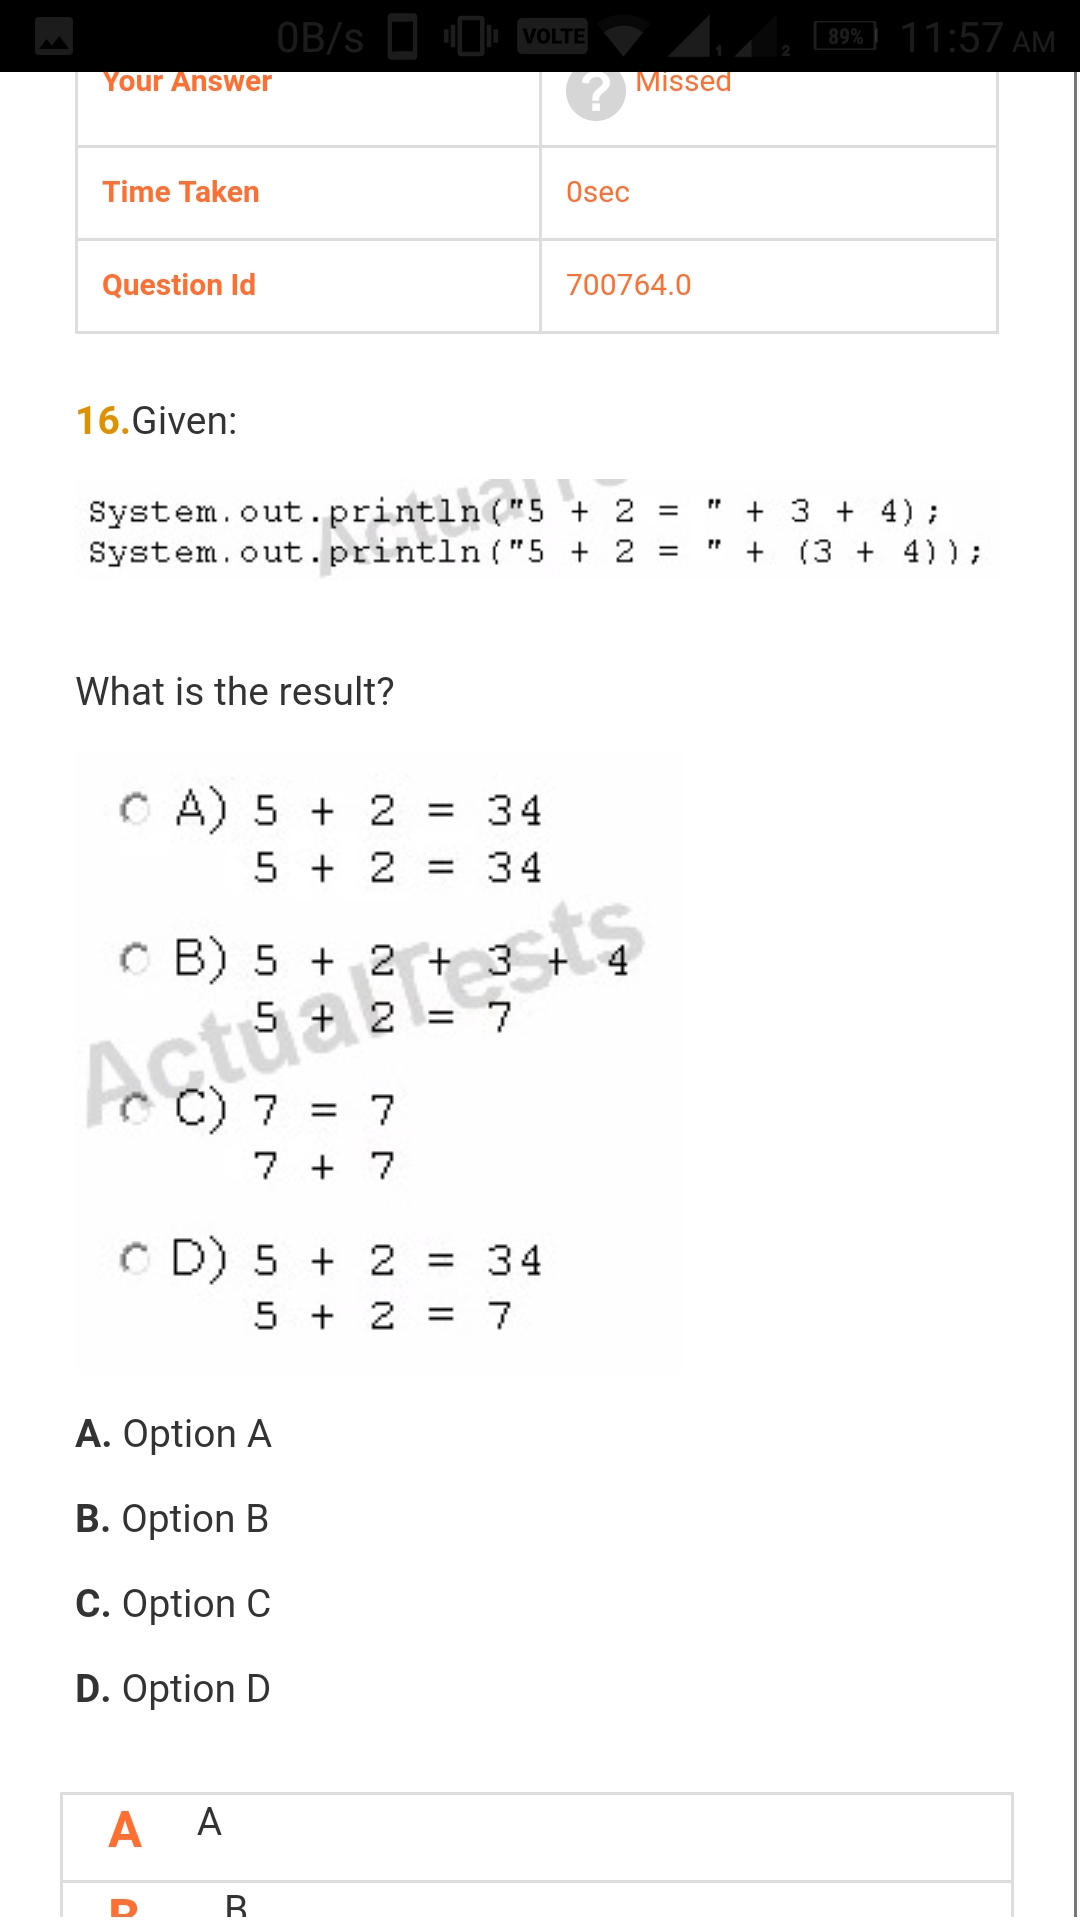 0B/s VOLTE 1 2 89% 11:57 AM
Your Answer ? Missed
Time Taken 0sec
Question Id 700764.0
16.Given:
System.out.println("5 + 2 = " + 3 + 4);
System.out.println("5 + 2 = " + (3 + 4));
What is the result?
A) 5 + 2 = 34
5 + 2 = 34
B) 5 + 2 + 3 + 4
5 + 2 = 7
ActualTests
C) 7 = 7
7 + 7
D) 5 + 2 = 34
5 + 2 = 7
A. Option A
B. Option B
C. Option C
D. Option D
A A
B B